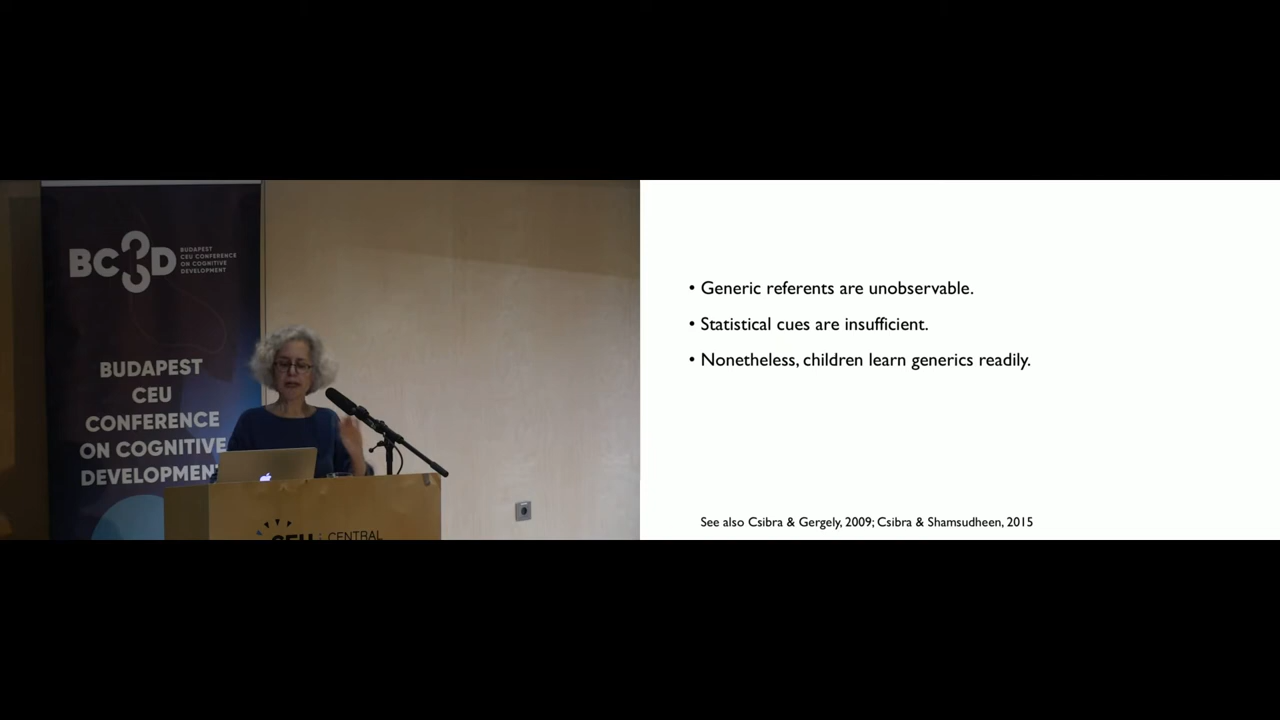 BC3D
BUDAPEST
CEU CONFERENCE
ON COGNITIVE
DEVELOPMENT
BUDAPEST
CEU
CONFERENCE
ON COGNITIVE
DEVELOPMENT
CEU CENTRAL
• Generic referents are unobservable.
• Statistical cues are insufficient.
• Nonetheless, children learn generics readily.
See also Csibra & Gergely, 2009; Csibra & Shamsudheen, 2015